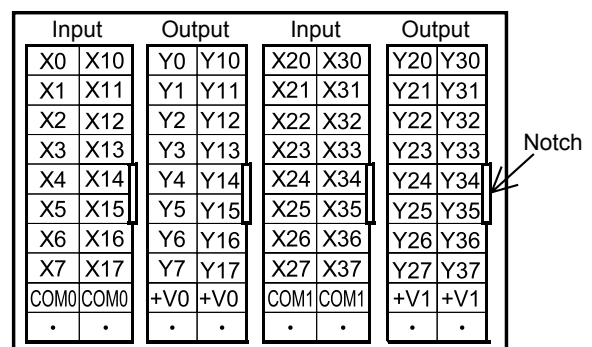 Input Output Input Output
X0 X10 Y0 Y10 X20 X30 Y20 Y30
X1 X11 Y1 Y11 X21 X31 Y21 Y31
X2 X12 Y2 Y12 X22 X32 Y22 Y32
X3 X13 Y3 Y13 X23 X33 Y23 Y33
Notch
X4 X14 Y4 Y14 X24 X34 Y24 Y34
X5 X15 Y5 Y15 X25 X35 Y25 Y35
X6 X16 Y6 Y16 X26 X36 Y26 Y36
X7 X17 Y7 Y17 X27 X37 Y27 Y37
COM0 COM0 +V0 +V0 COM1 COM1 +V1 +V1
· · · · · · · ·